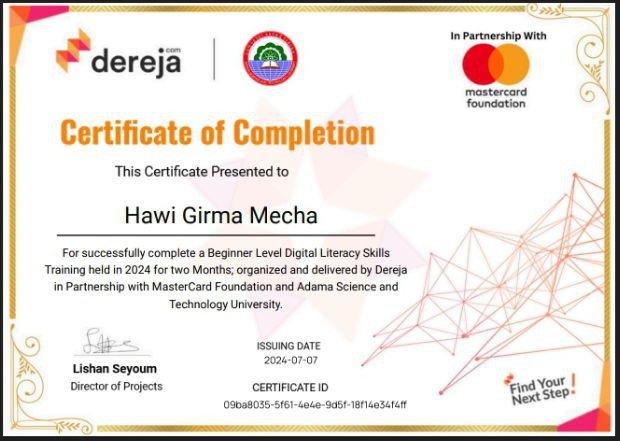 dereja.com
In Partnership With
mastercard
foundation
Certificate of Completion
This Certificate Presented to
Hawi Girma Mecha
For successfully complete a Beginner Level Digital Literacy Skills
Training held in 2024 for two Months; organized and delivered by Dereja
in Partnership with MasterCard Foundation and Adama Science and
Technology University.
Lishan Seyoum
Director of Projects
ISSUING DATE
2024-07-07
CERTIFICATE ID
09ba8035-5f61-4e4e-9d5f-18f14e34f4ff
Find Your
Next Step!